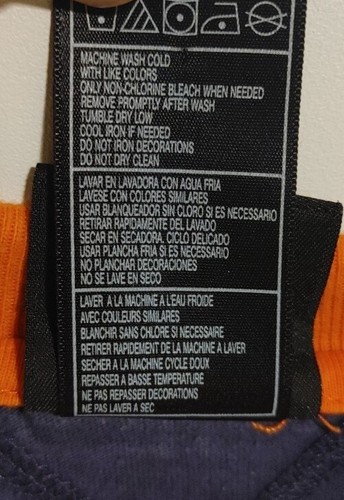 MACHINE WASH COLD
WITH LIKE COLORS
ONLY NON-CHLORINE BLEACH WHEN NEEDED
REMOVE PROMPTLY AFTER WASH
TUMBLE DRY LOW
COOL IRON IF NEEDED
DO NOT IRON DECORATIONS
DO NOT DRY CLEAN
LAVAR EN LAVADORA CON AGUA FRIA
LAVESE CON COLORES SIMILARES
USAR BLANQUEADOR SIN CLORO SI ES NECESSARIO
RETIRAR RAPIDAMENTE DEL LAVADO
SECAR EN SECADORA. CICLO DELICADO
USAR PLANCHA FRIA SI ES NECESSARIO
NO PLANCHAR DECORACIONES
NO SE LAVE EN SECO
LAVER A LA MACHINE A L'EAU FROIDE
AVEC COULEURS SIMILARES
BLANCHIR SANS CHLORE SI NECESSAIRE
RETIRER RAPIDEMENT DE LA MACHINE A LAVER
SECHER A LA MACHINE CYCLE DOUX
REPASSER A BASSE TEMPERATURE
NE PAS REPASSER DECORATIONS
NE PAS LAVER A SEC